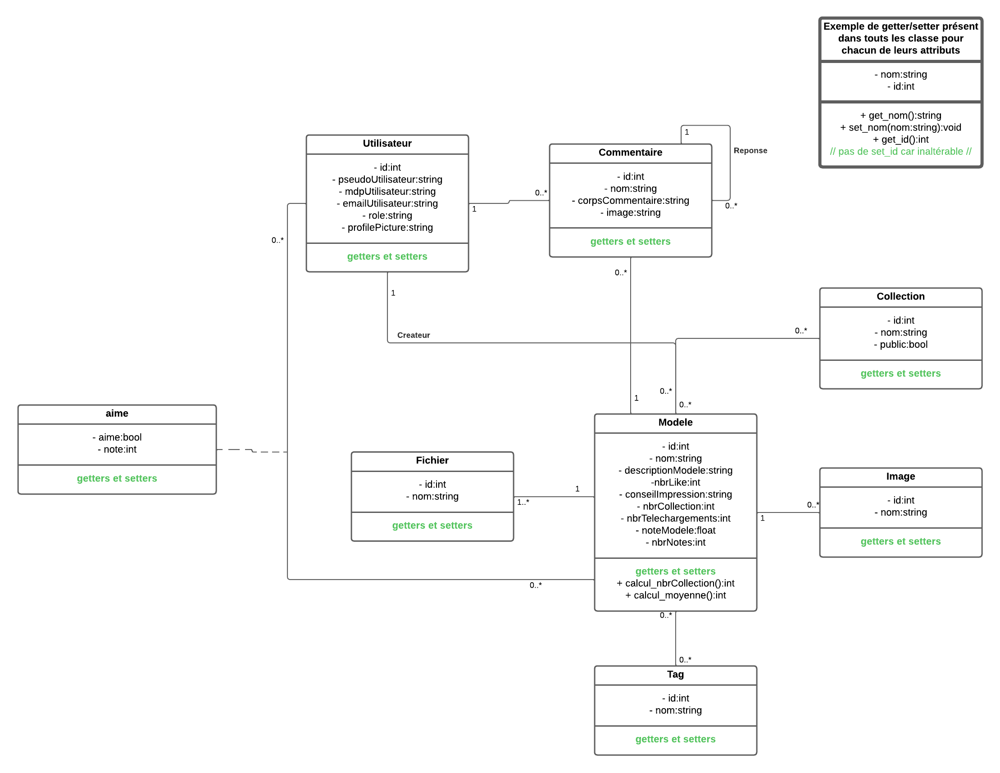 Exemple de getter/setter présent
dans touts les classe pour
chacun de leurs attributs
- nom:string
- id:int
+ get_nom():string
+ set_nom(nom:string):void
+ get_id():int
// pas de set_id car inaltérable //
Utilisateur
- id:int
- pseudoUtilisateur:string
- mdpUtilisateur:string
- emailUtilisateur:string
- role:string
- profilePicture:string
getters et setters
1
0..*
Commentaire
- id:int
- nom:string
- corpsCommentaire:string
- image:string
getters et setters
1
Reponse
0..*
0..*
0..*
1
Createur
Collection
- id:int
- nom:string
- public:bool
getters et setters
0..*
0..*
1
0..*
aime
- aime:bool
- note:int
getters et setters
Fichier
- id:int
- nom:string
getters et setters
1
1..*
Modele
- id:int
- nom:string
- descriptionModele:string
-nbrLike:int
- conseilImpression:string
- nbrCollection:int
- nbrTelechargements:int
- noteModele:float
- nbrNotes:int
getters et setters
+ calcul_nbrCollection():int
+ calcul_moyenne():int
Image
- id:int
- nom:string
getters et setters
0..*
1
0..*
0..*
0..*
Tag
- id:int
- nom:string
getters et setters